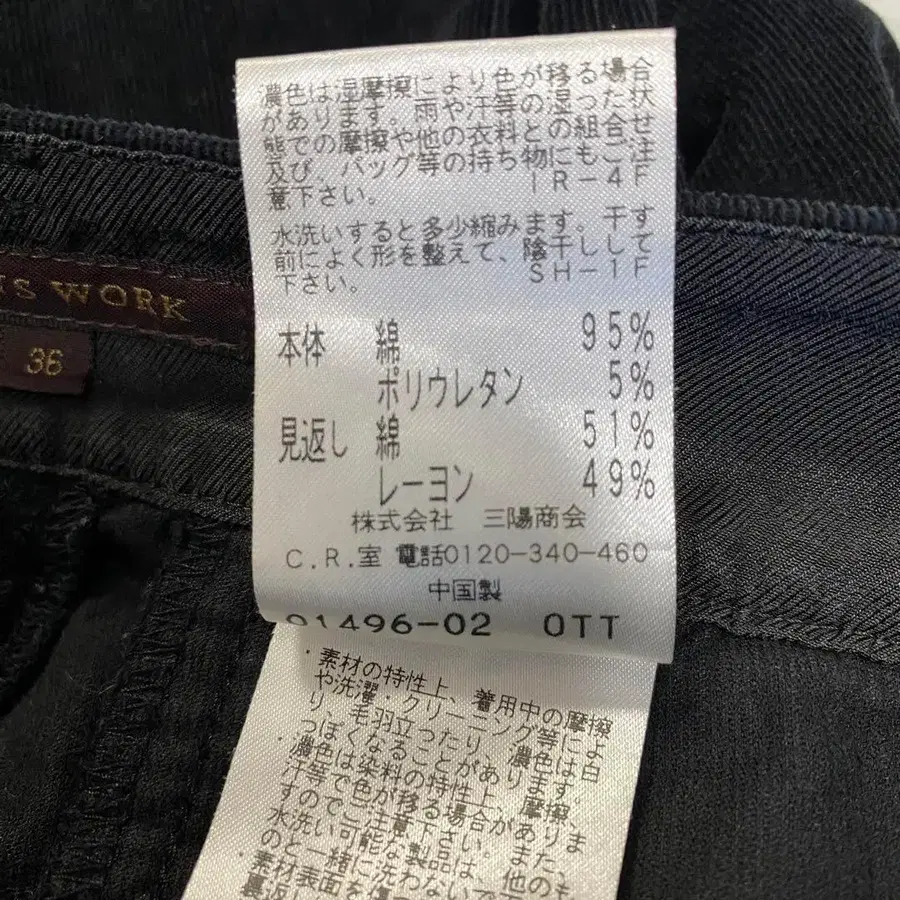 濃色は湿摩擦により色が移る場合
があります。雨や汗等の湿った状
態での摩擦や他の衣料との組合せ
及び、バッグ等の持ち物にもご注
意下さい。 IR-4F
水洗いすると多少縮みます。干す
前によく形を整えて、陰干しして
下さい。 SH-1F
本体 綿 95%
ポリウレタン 5%
見返し 綿 51%
レーヨン 49%
株式会社 三陽商会
C.R.室 電話0120-340-460
中国製
91496-02 OTT
IS WORK
36
・素材の特性上、着用中の摩擦
や洗濯・クリーニング等によ
り、毛羽立ったり、濃色は白
っぽくなることがあります。
・濃色は染料の特性上、摩擦、
汗等で色が移る場合がありま
すのでご注意下さい。また、
水洗い可能な製品は、他のも
のと一緒に洗わない
・素材表面を
裏返